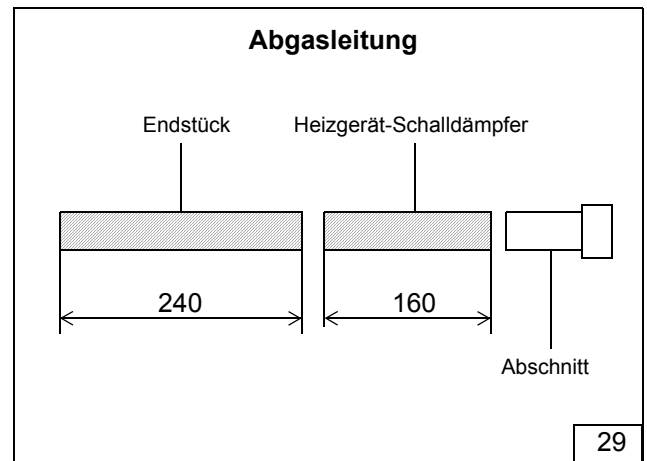 Abgasleitung
Endstück
Heizgerät-Schalldämpfer
240
160
Abschnitt
29